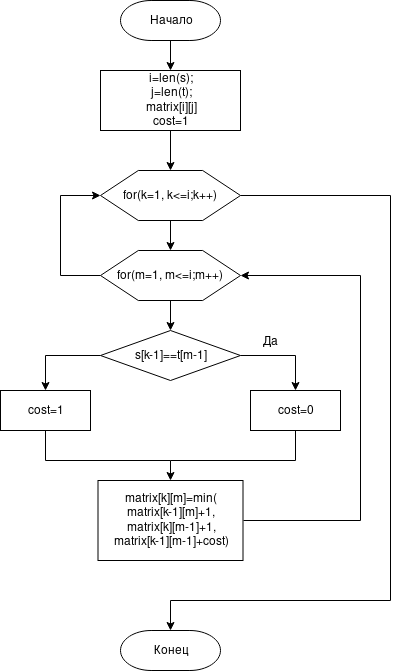 Начало
i=len(s);
j=len(t);
matrix[i][j]
cost=1
for(k=1, k<=i;k++)
for(m=1, m<=i;m++)
s[k-1]==t[m-1]
Да
cost=1
cost=0
matrix[k][m]=min(
matrix[k-1][m]+1,
matrix[k][m-1]+1,
matrix[k-1][m-1]+cost)
Конец